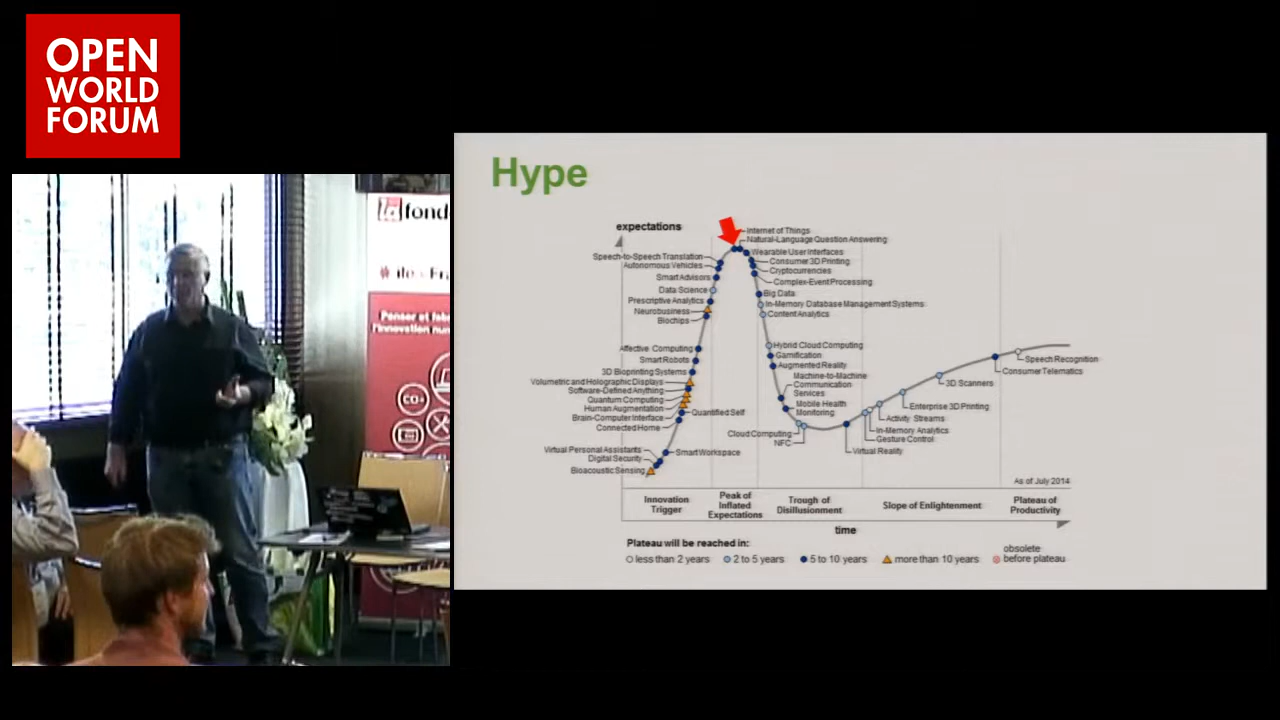 OPEN
WORLD
FORUM
fond
Penser et fab
l'innovation num
CO+
Hype
expectations
Internet of Things
Natural-Language Question Answering
Wearable User Interfaces
Consumer 3D Printing
Cryptocurrencies
Complex-Event Processing
Big Data
In-Memory Database Management Systems
Content Analytics
Speech-to-Speech Translation
Autonomous Vehicles
Smart Advisors
Data Science
Prescriptive Analytics
Neurobusiness
Biochips
Affective Computing
Smart Robots
3D Bioprinting Systems
Volumetric and Holographic Displays
Software-Defined Anything
Quantum Computing
Human Augmentation
Brain-Computer Interface
Connected Home
Quantified Self
Virtual Personal Assistants
Digital Security
Bioacoustic Sensing
Smart Workspace
Hybrid Cloud Computing
Gamification
Augmented Reality
Machine-to-Machine
Communication
Services
Mobile Health
Monitoring
Cloud Computing
NFC
Virtual Reality
Gesture Control
In-Memory Analytics
Activity Streams
Enterprise 3D Printing
3D Scanners
Consumer Telematics
Speech Recognition
As of July 2014
Innovation
Trigger
Peak of
Inflated
Expectations
Trough of
Disillusionment
Slope of Enlightenment
Plateau of
Productivity
time
Plateau will be reached in:
less than 2 years
2 to 5 years
5 to 10 years
more than 10 years
obsolete
before plateau